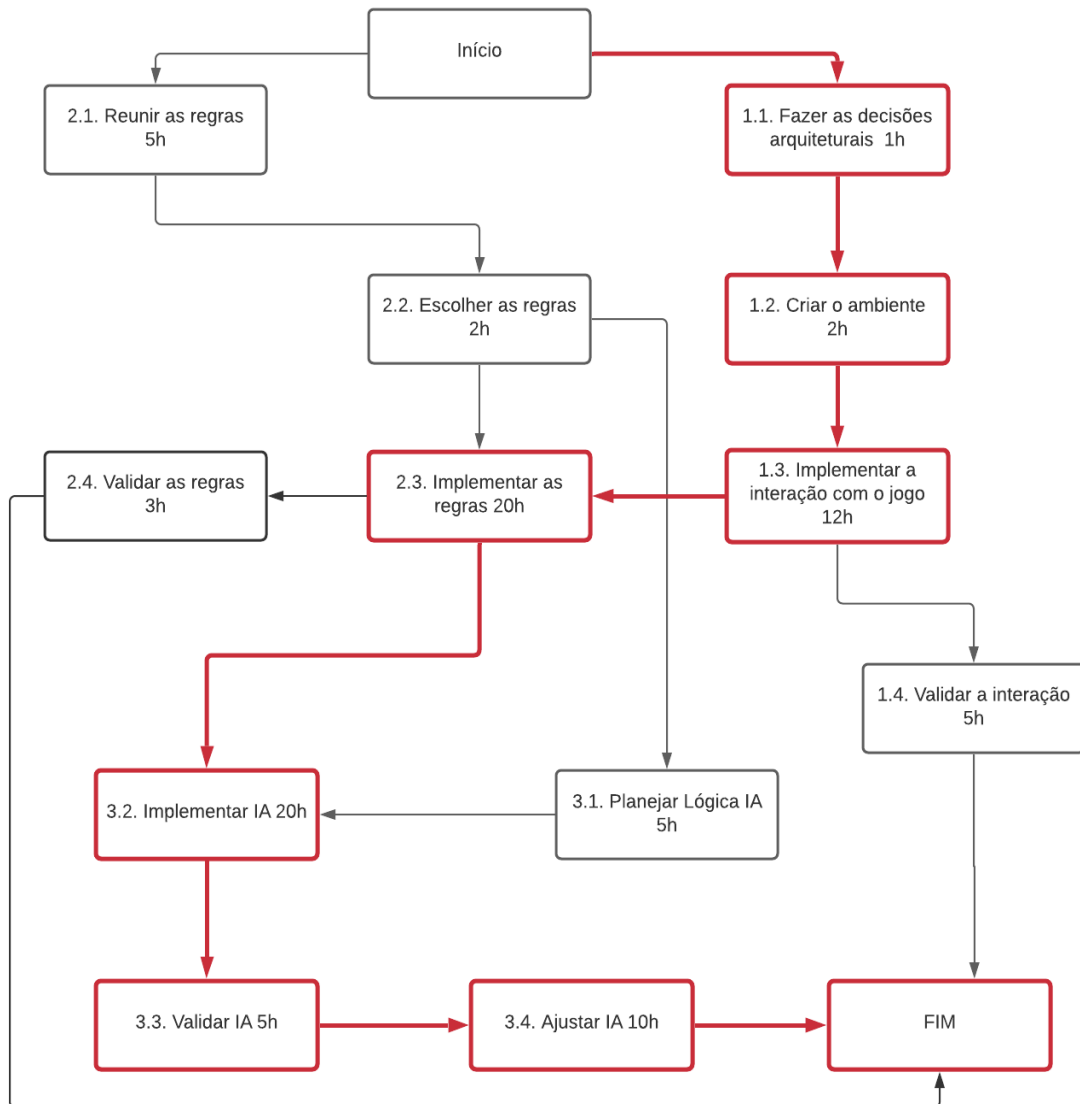 Início
2.1. Reunir as regras
5h
1.1. Fazer as decisões
arquiteturais 1h
2.2. Escolher as regras
2h
1.2. Criar o ambiente
2h
2.4. Validar as regras
3h
2.3. Implementar as
regras 20h
1.3. Implementar a
interação com o jogo
12h
1.4. Validar a interação
5h
3.2. Implementar IA 20h
3.1. Planejar Lógica IA
5h
3.3. Validar IA 5h
3.4. Ajustar IA 10h
FIM